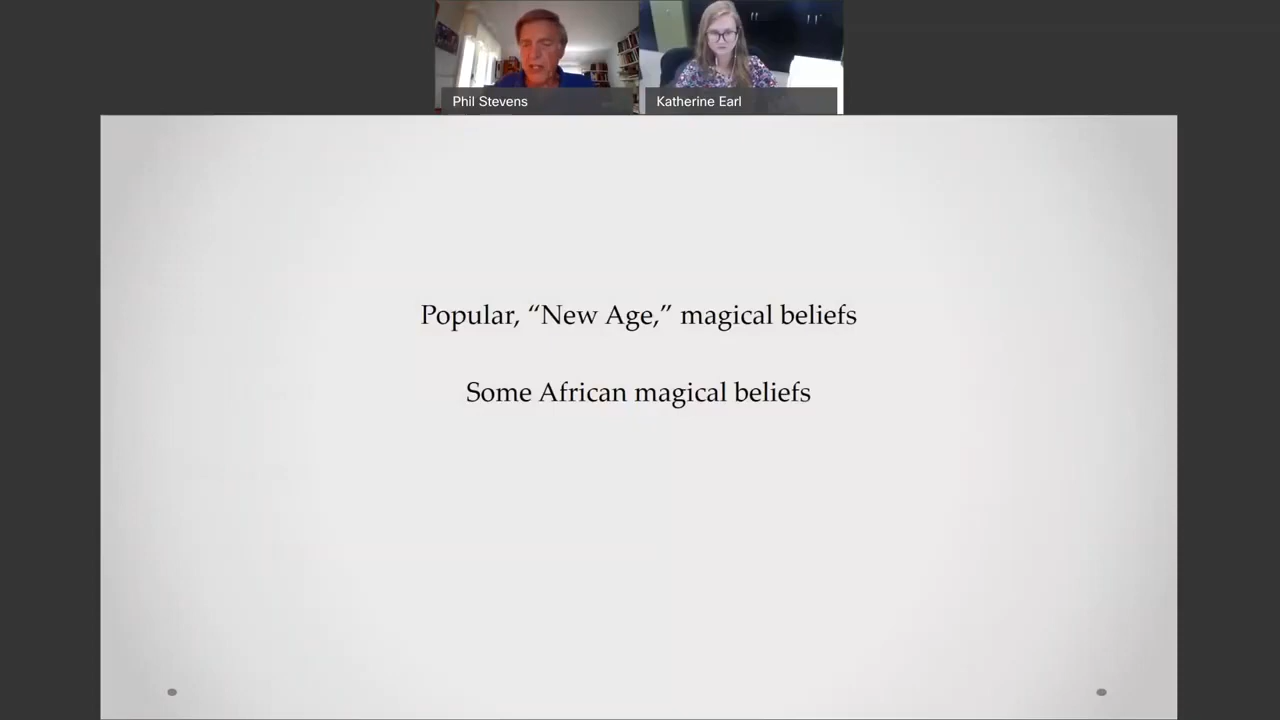 Phil Stevens
Katherine Earl
Popular, “New Age,” magical beliefs
Some African magical beliefs